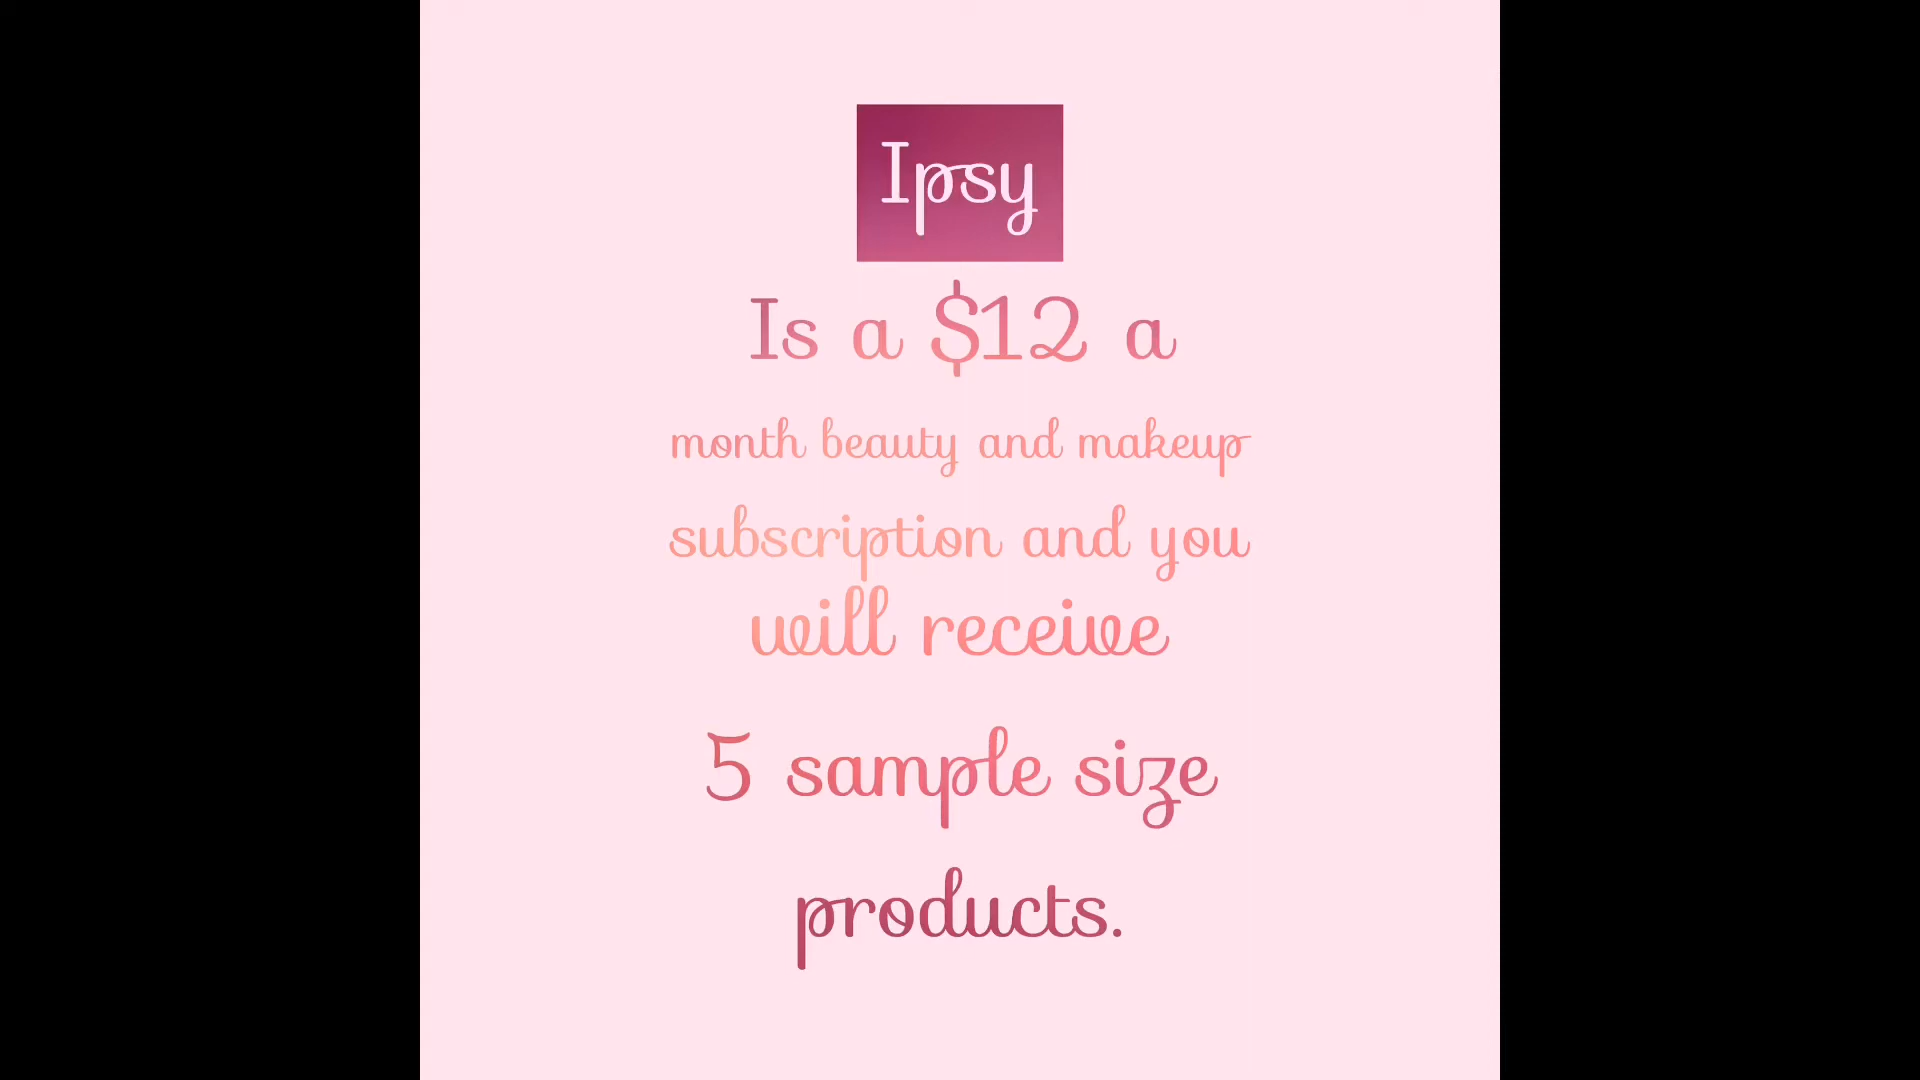 Ipsy
Is a $12 a
month beauty and makeup
subscription and you
will receive
5 sample size
products.